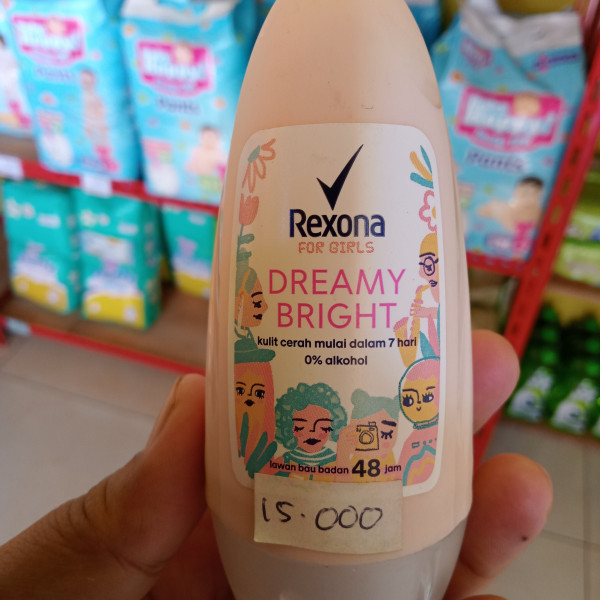 Rexona
FOR GIRLS
DREAMY
BRIGHT
kulit cerah mulai dalam 7 hari
0% alkohol
lawan bau badan 48 jam
15.000